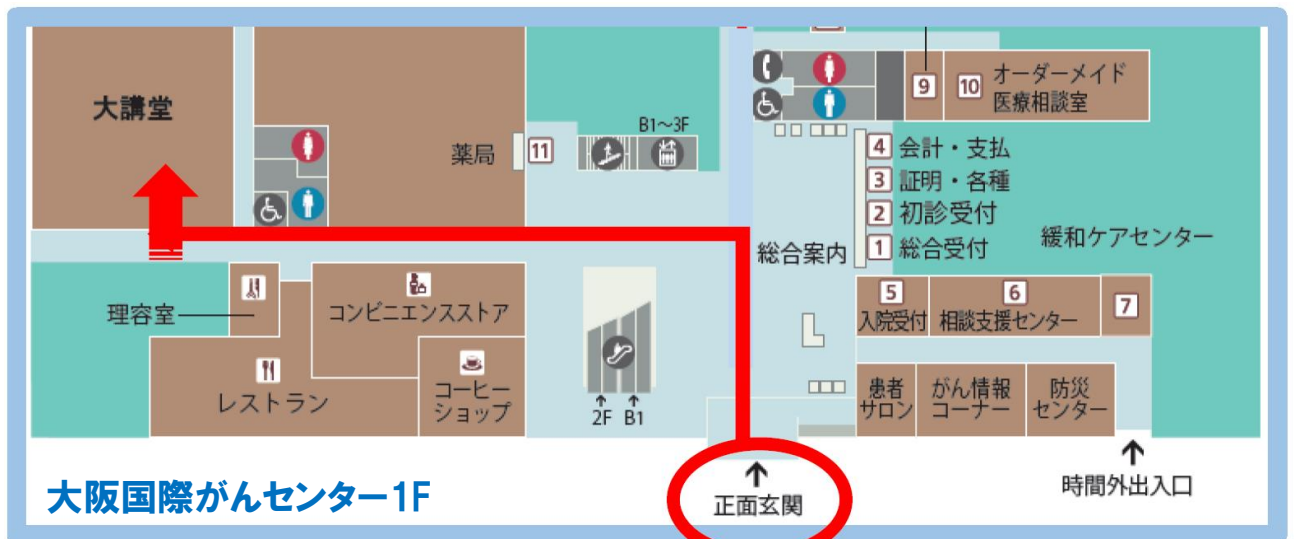 大講堂
薬局
11
B1～3F
9
10
オーダーメイド
医療相談室
4 会計・支払
3 証明・各種
2 初診受付
1 総合受付
総合案内
緩和ケアセンター
5
入院受付
6
相談支援センター
7
理容室
コンビニエンスストア
レストラン
コーヒー
ショップ
2F B1
患者
サロン
がん情報
コーナー
防災
センター
正面玄関
時間外出入口
大阪国際がんセンター1F